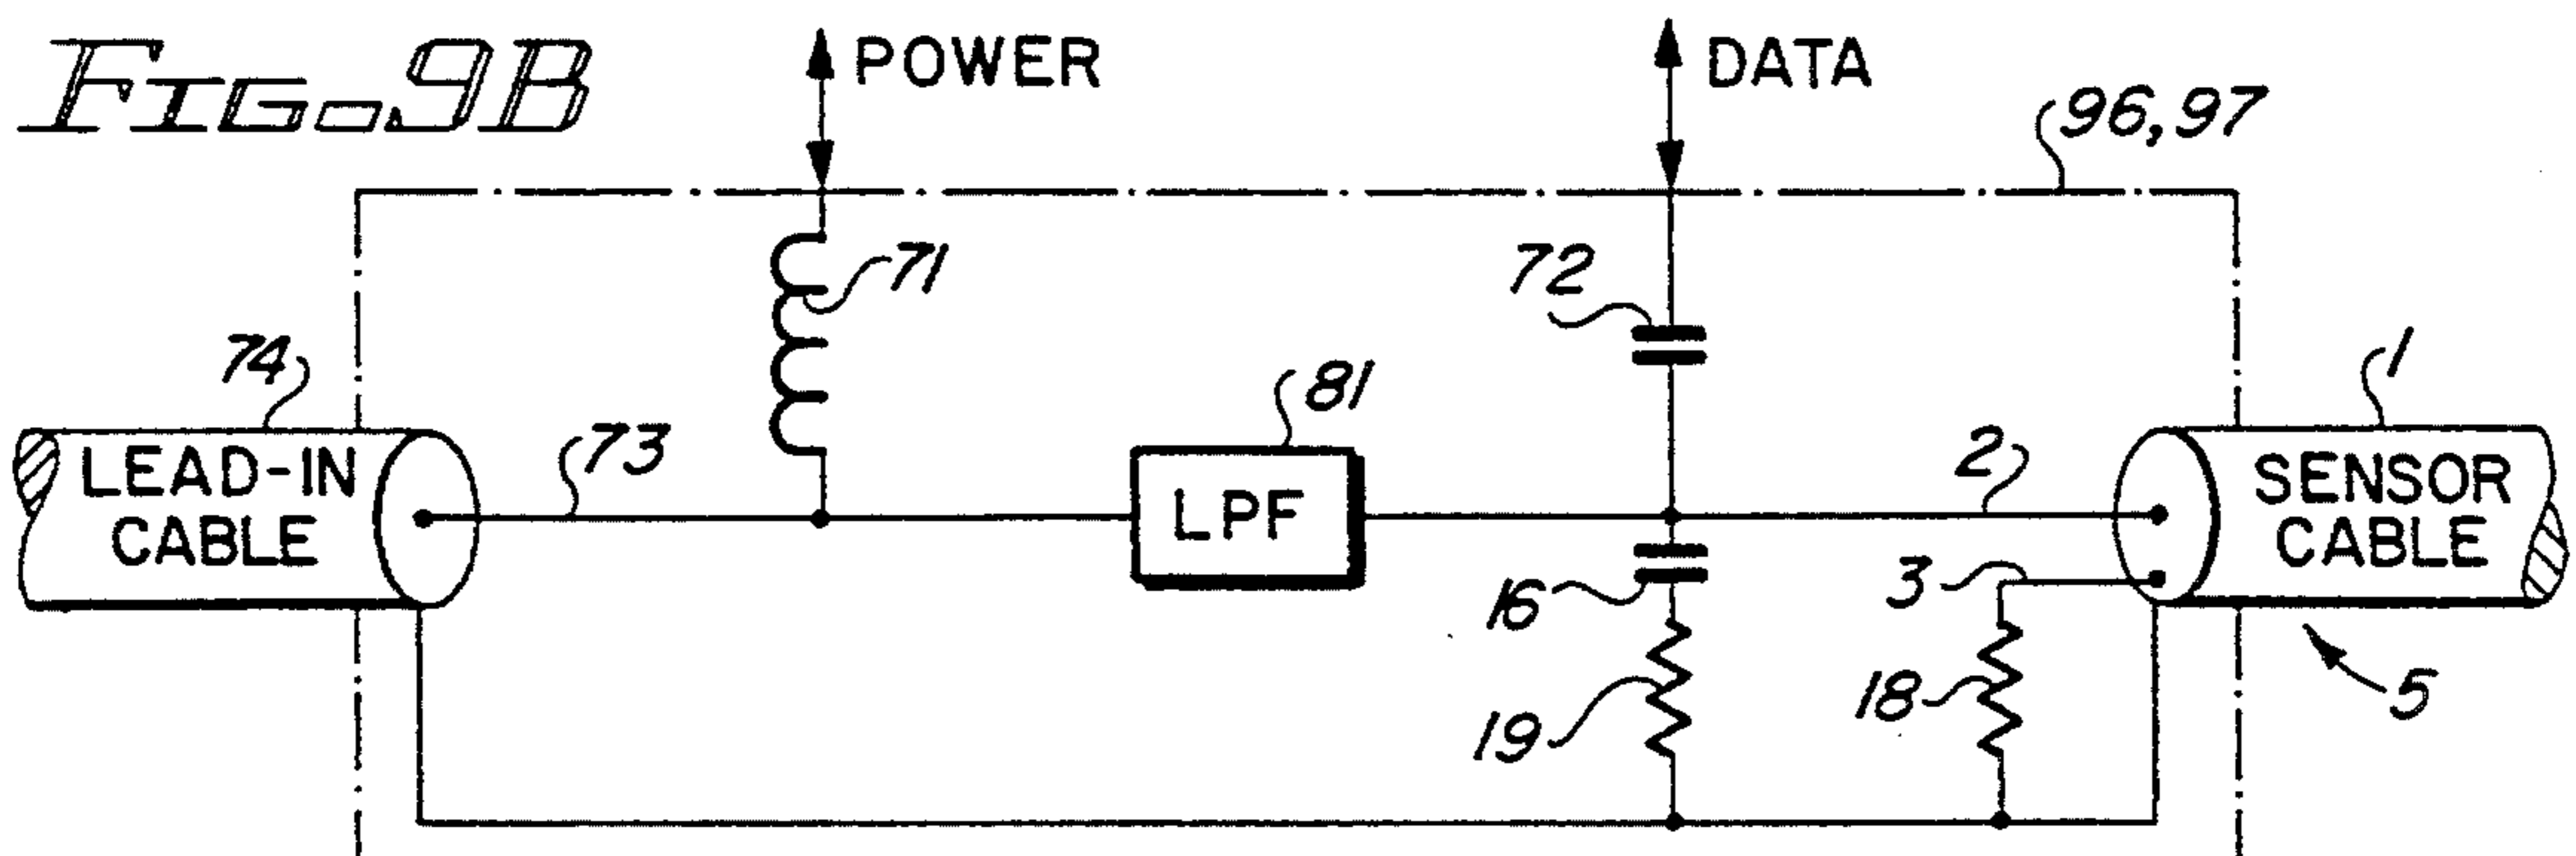 FIG. 9B
POWER
DATA
96, 97
71
72
74
73
81
2
1
LEAD-IN
CABLE
LPF
SENSOR
CABLE
3
16
19
18
5